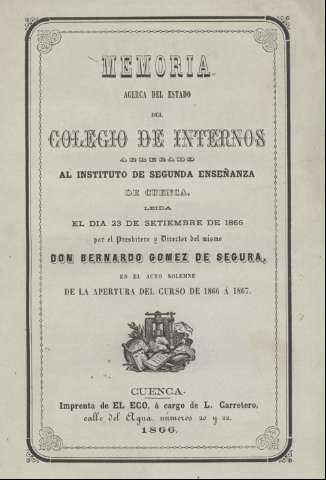 MEMORIA
ACERCA DEL ESTADO
DEL
COLEGIO DE INTERNOS
AGREGADO
AL INSTITUTO DE SEGUNDA ENSEÑANZA
DE CUENCA,
LEIDA
EL DIA 23 DE SETIEMBRE DE 1866
por el Presbítero y Director del mismo
DON BERNARDO GOMEZ DE SEGURA,
EN EL ACTO SOLEMNE
DE LA APERTURA DEL CURSO DE 1866 Á 1867.
CUENCA.
Imprenta de EL ECO, á cargo de L. Carretero,
calle del Agua, números 20 y 22.
1866.